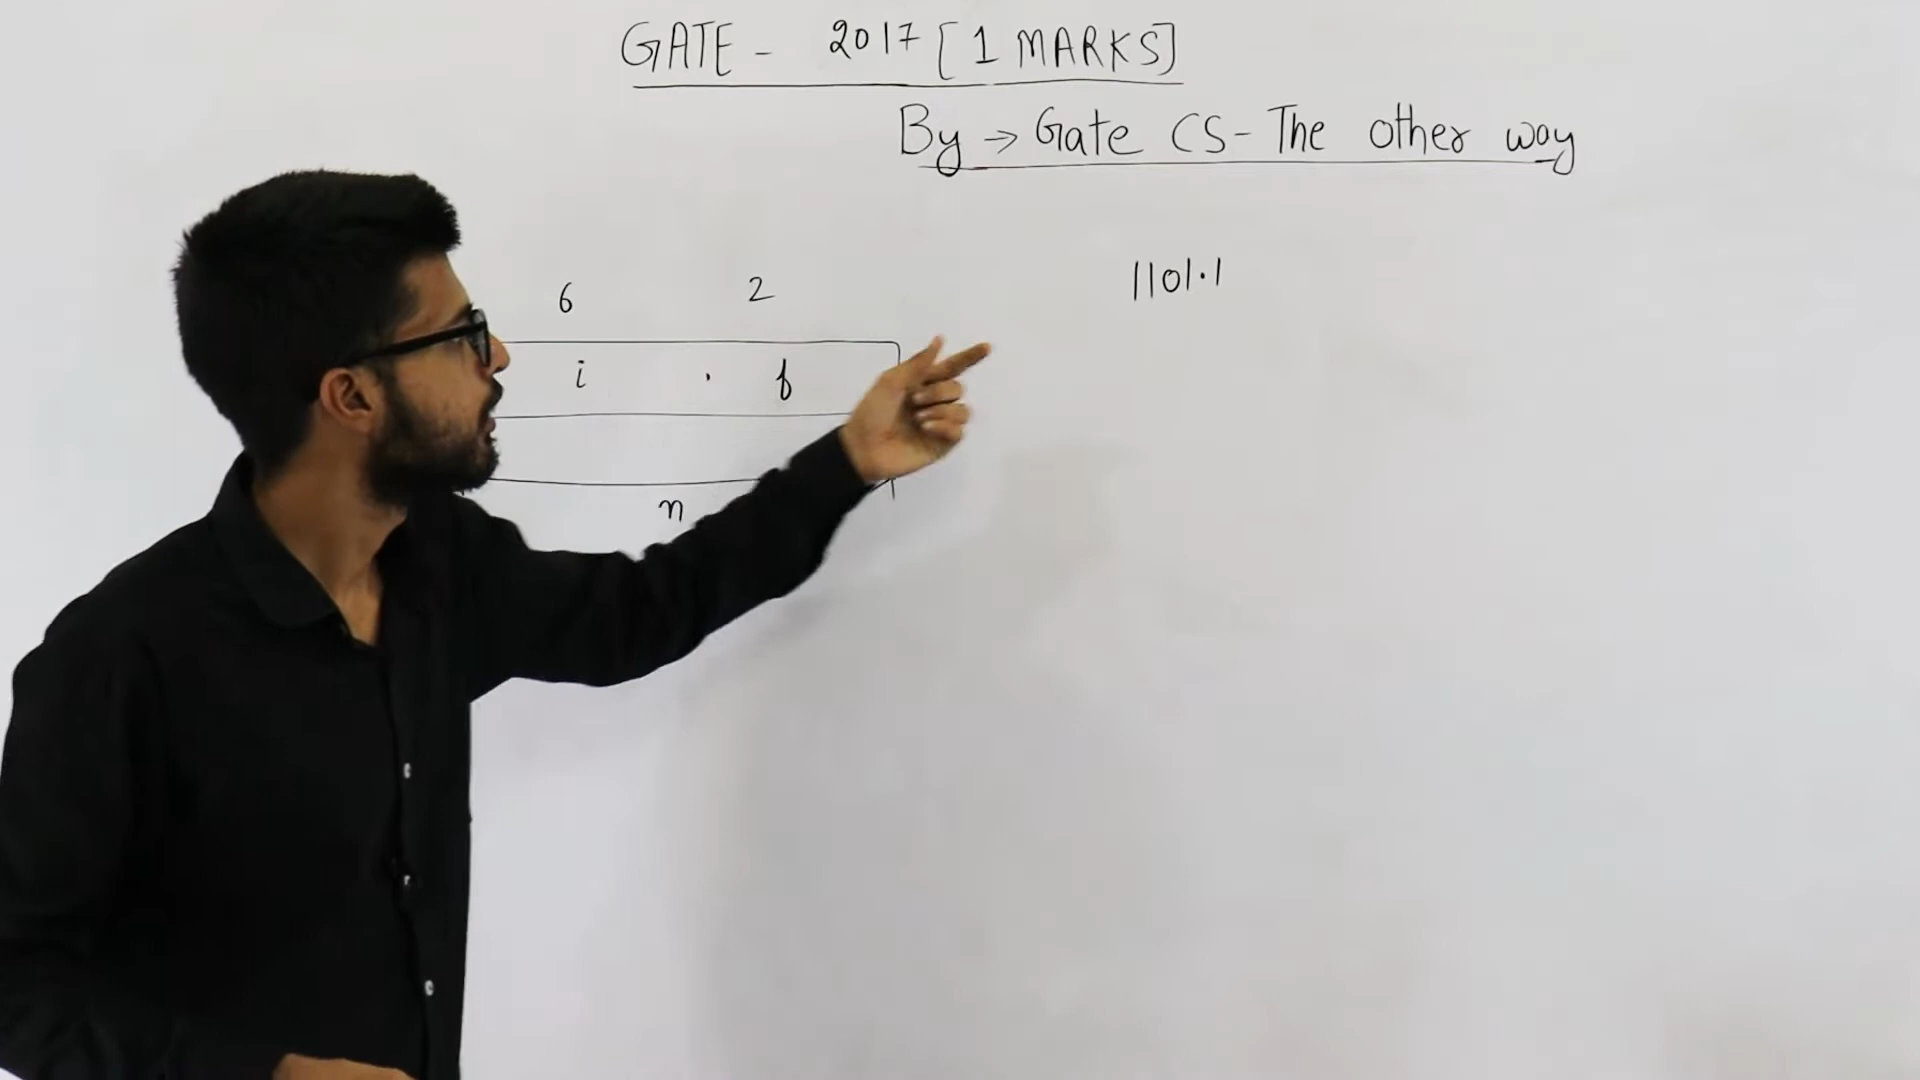 GATE - 2017 [1 MARKS]
By → Gate CS - The other way
6 2
1101.1
i . f
n